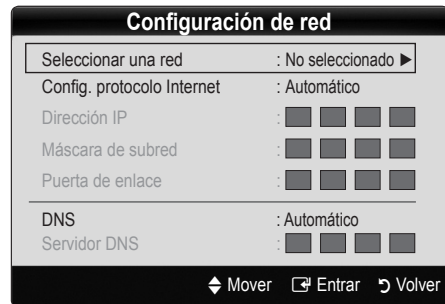 Configuración de red
Seleccionar una red : No seleccionado ▶
Config. protocolo Internet : Automático
Dirección IP :
Máscara de subred :
Puerta de enlace :
DNS : Automático
Servidor DNS :
Mover Entrar Volver